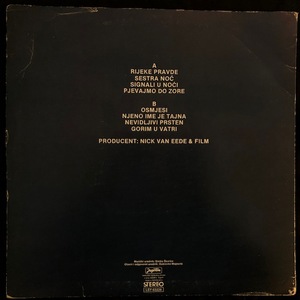 A
RIJEKE PRAVDE
SESTRA NOĆ
SIGNALI U NOĆI
PJEVAJMO DO ZORE
B
OSMJESI
NJENO IME JE TAJNA
NEVIDLJIVI PRSTEN
GORIM U VATRI
PRODUCENT: NICK VAN EEDE & FILM
STEREO